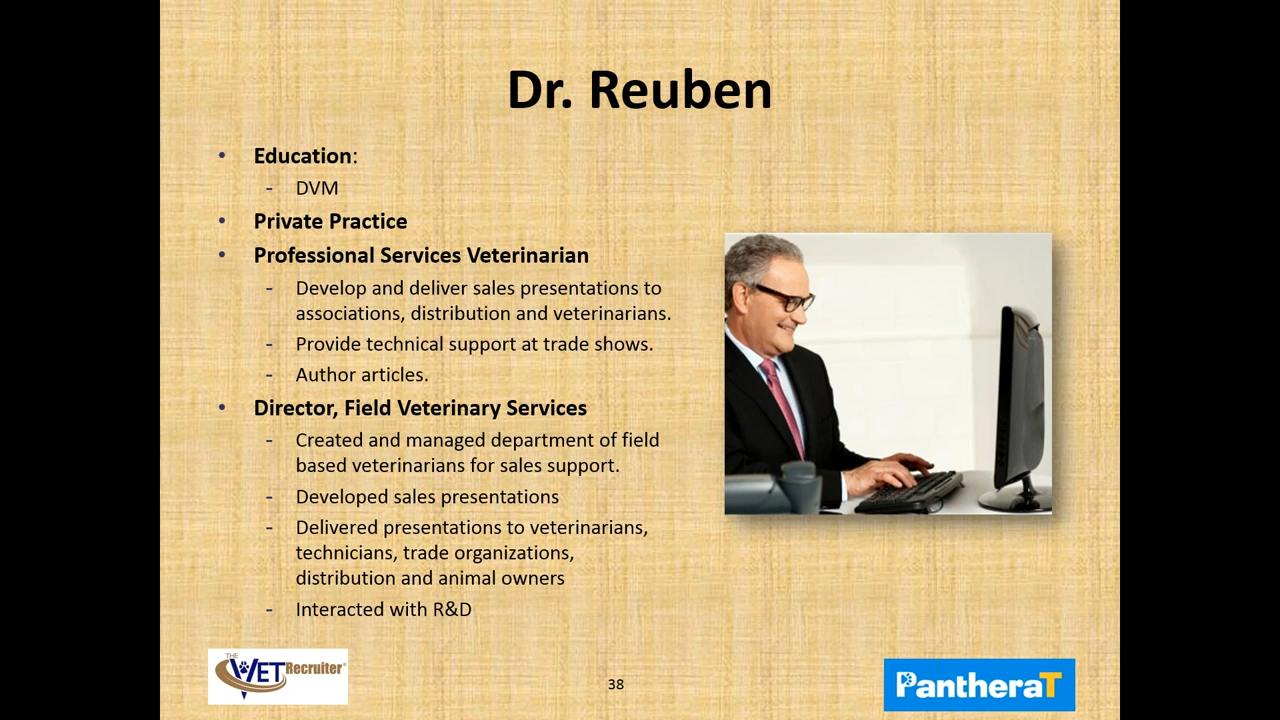 Dr. Reuben
• Education:
- DVM
• Private Practice
• Professional Services Veterinarian
- Develop and deliver sales presentations to
associations, distribution and veterinarians.
- Provide technical support at trade shows.
- Author articles.
• Director, Field Veterinary Services
- Created and managed department of field
based veterinarians for sales support.
- Developed sales presentations
- Delivered presentations to veterinarians,
technicians, trade organizations,
distribution and animal owners
- Interacted with R&D
THE
VET Recruiter®
38
PantheraT